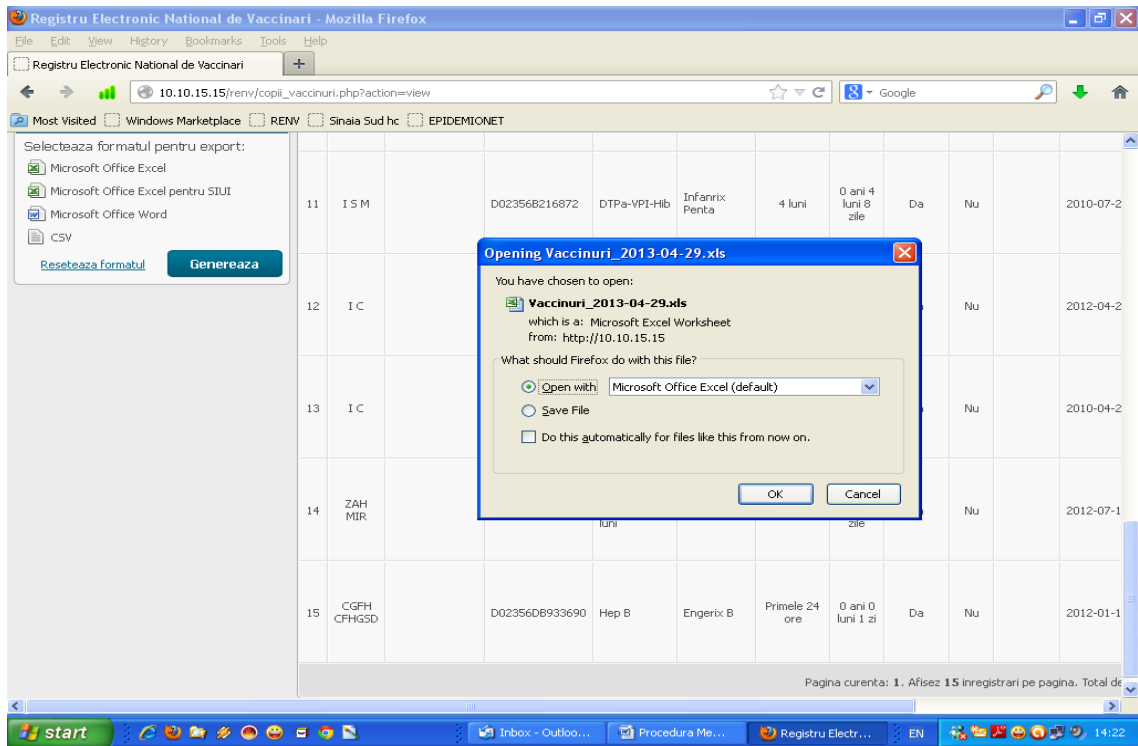 Registru Electronic National de Vaccinari - Mozilla Firefox
File Edit View History Bookmarks Tools Help
Registru Electronic National de Vaccinari +
10.10.15.15/renv/copii_vaccinuri.php?action=view
Google
Most Visited Windows Marketplace RENV Sinaia Sud hc EPIDEMIONET
Selecteaza formatul pentru export:
Microsoft Office Excel
Microsoft Office Excel pentru SIUI
Microsoft Office Word
CSV
Reseteaza formatul Genereaza
11 I S M D02356B216872 DTPa-VPI-Hib Infanrix Penta 4 luni 0 ani 4 luni 8 zile Da Nu 2010-07-2
12 I C Nu 2012-04-2
13 I C Nu 2010-04-2
14 ZAH MIR luni zile Nu 2012-07-1
15 CGFH CFHGSD D02356DB933690 Hep B Engerix B Primele 24 ore 0 ani 0 luni 1 zi Da Nu 2012-01-1
Pagina curenta: 1. Afisez 15 inregistrari pe pagina. Total de
Opening Vaccinuri_2013-04-29.xls
You have chosen to open:
Vaccinuri_2013-04-29.xls
which is a: Microsoft Excel Worksheet
from: http://10.10.15.15
What should Firefox do with this file?
Open with Microsoft Office Excel (default)
Save File
Do this automatically for files like this from now on.
OK Cancel
start Inbox - Outloo... Procedura Me... Registru Electr... EN 14:22